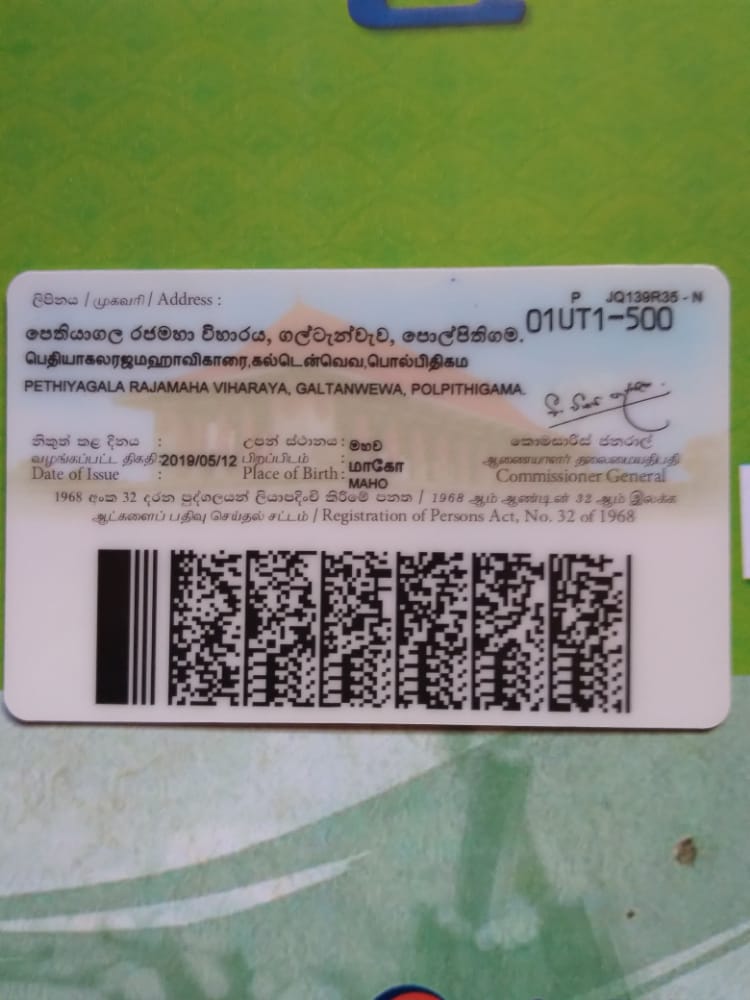 ලිපිනය / முகவரி / Address :
P JQ139R35 - N
01UT1-500
පෙතියාගල රජමහා විහාරය, ගල්ටැන්වැව, පොල්පිතිගම.
பெதியாகலரஜமஹாவிகாரை,கல்டென்வெவ,பொல்பிதிகம
PETHIYAGALA RAJAMAHA VIHARAYA, GALTANWEWA, POLPITHIGAMA.
නිකුත් කළ දිනය : උපන් ස්ථානය : මහව කොමසාරිස් ජනරාල්
வழங்கப்பட்ட திகதி : 2019/05/12 பிறப்பிடம் : மாகோ ஆணையாளர் தலைமையதிபதி
Date of Issue : Place of Birth : MAHO Commissioner General
1968 අංක 32 දරන පුද්ගලයන් ලියාපදිංචි කිරීමේ පනත / 1968 ஆம் ஆண்டின் 32 ஆம் இலக்க
ஆட்களைப் பதிவு செய்தல் சட்டம் / Registration of Persons Act, No. 32 of 1968